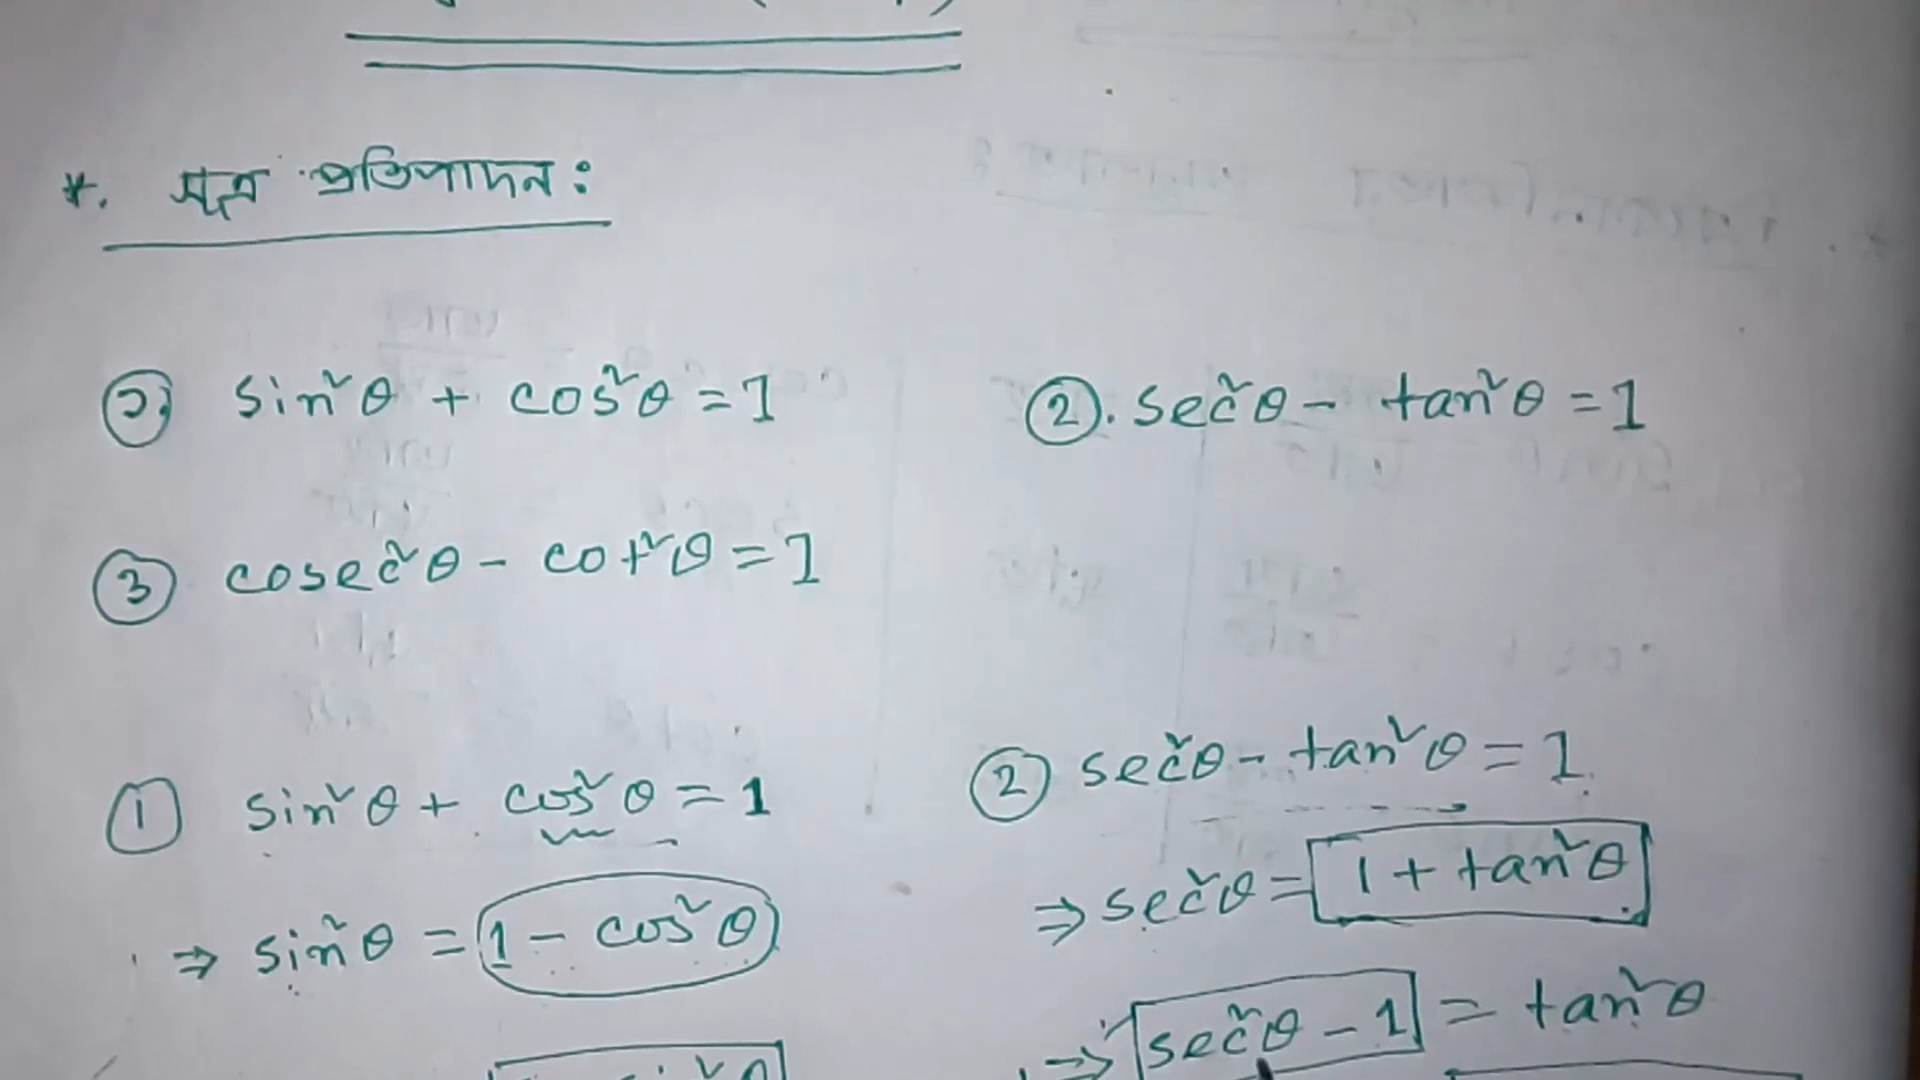 *. সূত্র প্রতিপাদন:
①. sin²θ + cos²θ = 1
②. sec²θ - tan²θ = 1
③ cosec²θ - cot²θ = 1
① sin²θ + cos²θ = 1
⇒ sin²θ = 1 - cos²θ
② sec²θ - tan²θ = 1
⇒ sec²θ = 1 + tan²θ
⇒ sec²θ - 1 = tan²θ